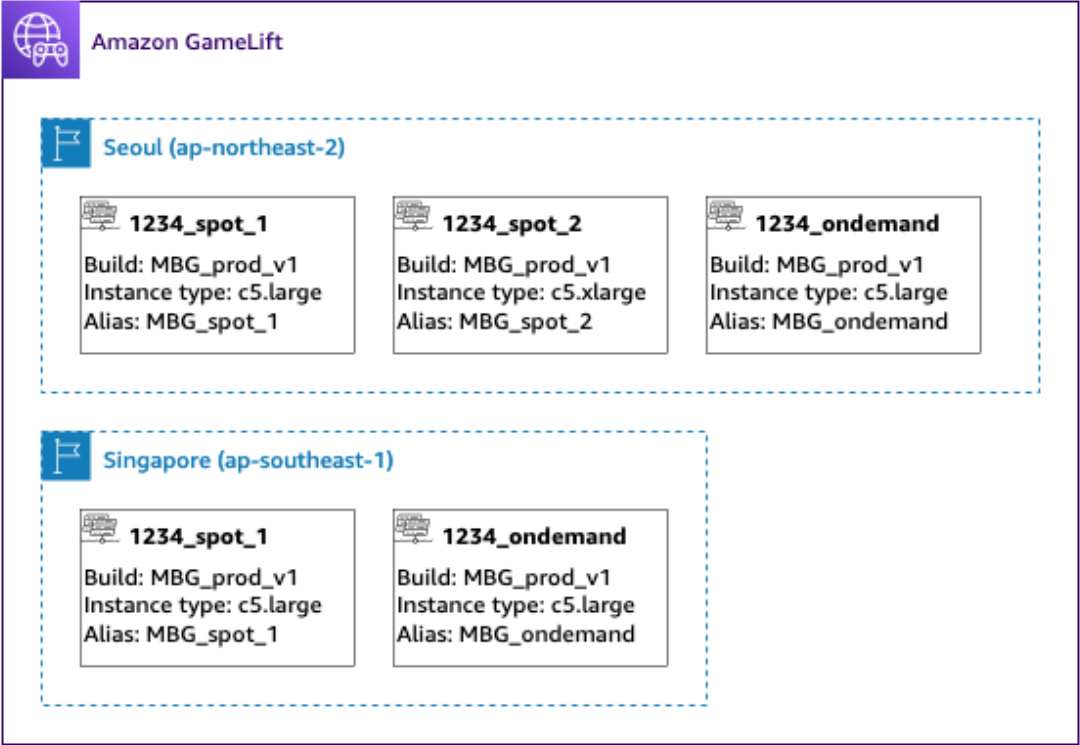 Amazon GameLift
Seoul (ap-northeast-2)
1234_spot_1
Build: MBG_prod_v1
Instance type: c5.large
Alias: MBG_spot_1
1234_spot_2
Build: MBG_prod_v1
Instance type: c5.xlarge
Alias: MBG_spot_2
1234_ondemand
Build: MBG_prod_v1
Instance type: c5.large
Alias: MBG_ondemand
Singapore (ap-southeast-1)
1234_spot_1
Build: MBG_prod_v1
Instance type: c5.large
Alias: MBG_spot_1
1234_ondemand
Build: MBG_prod_v1
Instance type: c5.large
Alias: MBG_ondemand